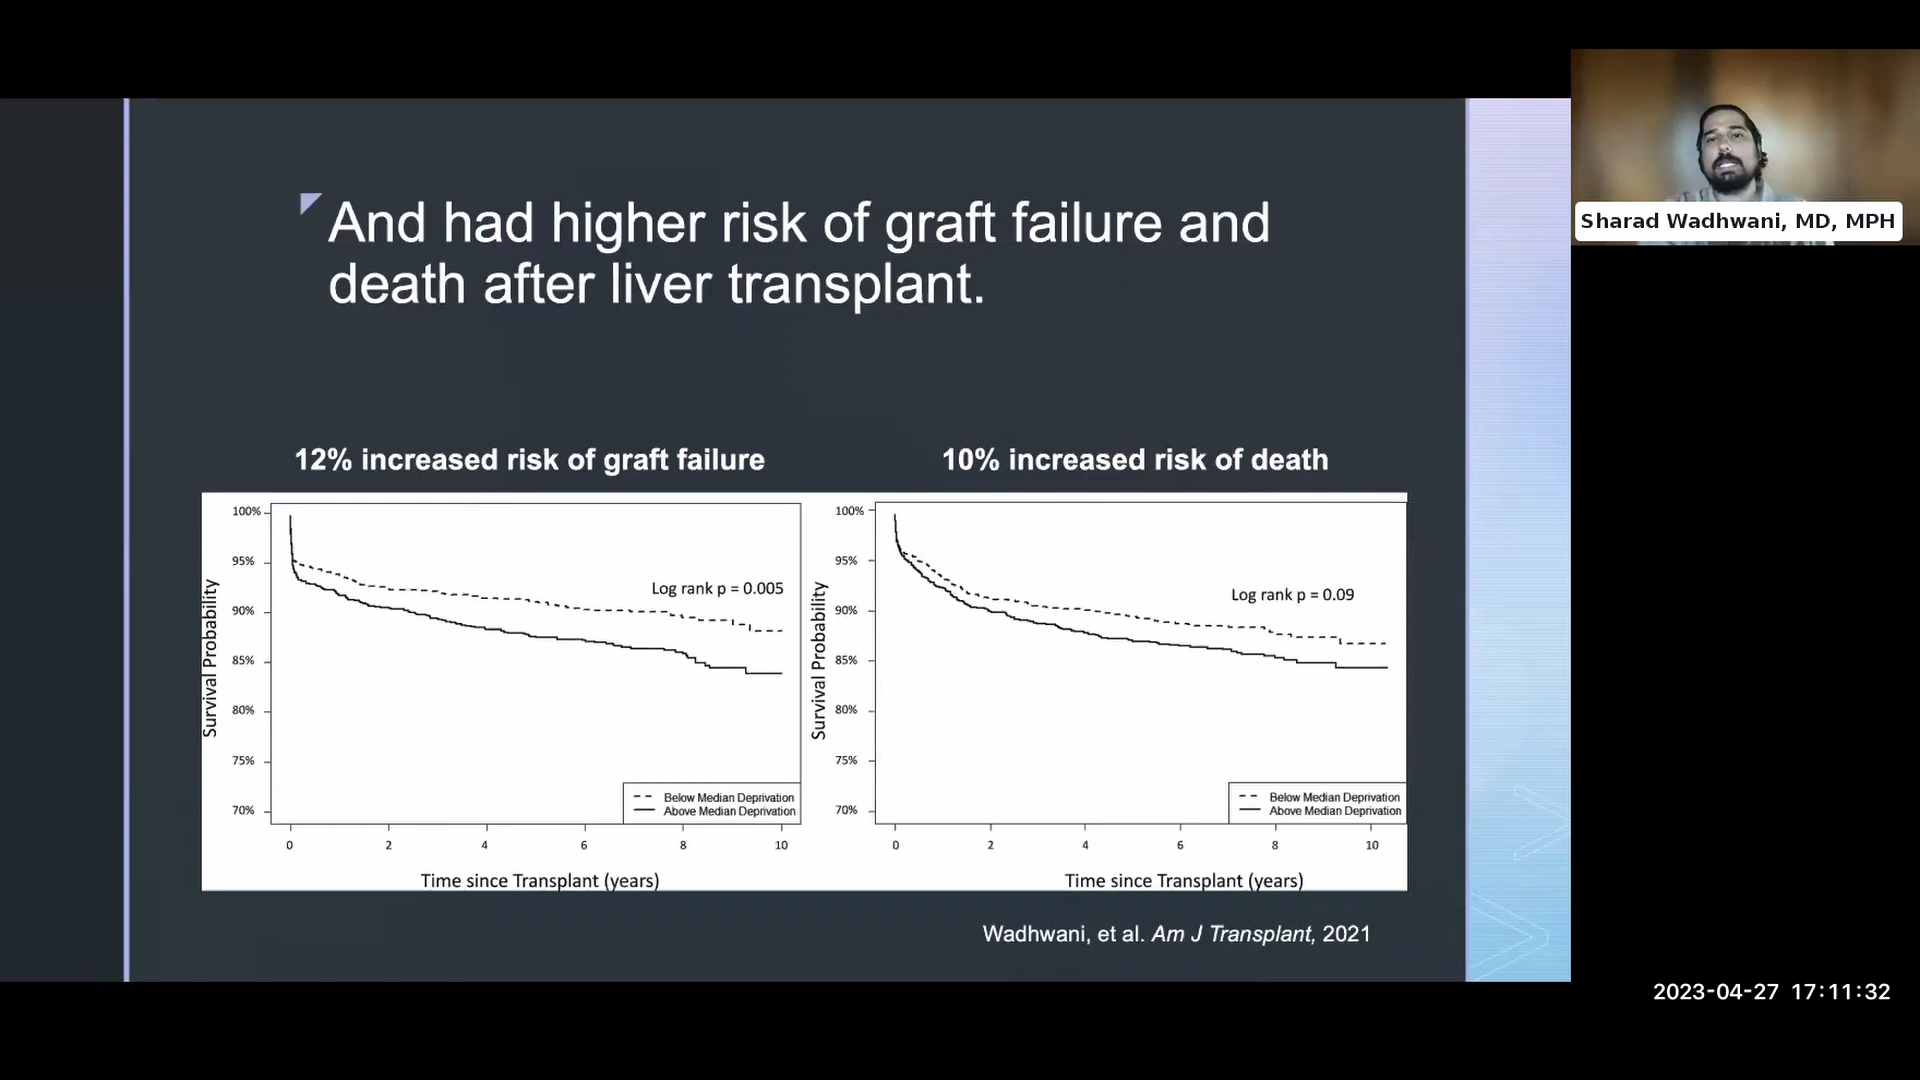 And had higher risk of graft failure and
death after liver transplant.
Sharad Wadhwani, MD, MPH
12% increased risk of graft failure
10% increased risk of death
100%
95%
90%
85%
80%
75%
70%
Survival Probability
Log rank p = 0.005
Below Median Deprivation
Above Median Deprivation
0 2 4 6 8 10
Time since Transplant (years)
100%
95%
90%
85%
80%
75%
70%
Survival Probability
Log rank p = 0.09
Below Median Deprivation
Above Median Deprivation
0 2 4 6 8 10
Time since Transplant (years)
Wadhwani, et al. Am J Transplant, 2021
2023-04-27 17:11:32